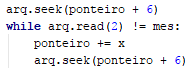 arq.seek(ponteiro + 6)
while arq.read(2) != mes:
    ponteiro += x
    arq.seek(ponteiro + 6)